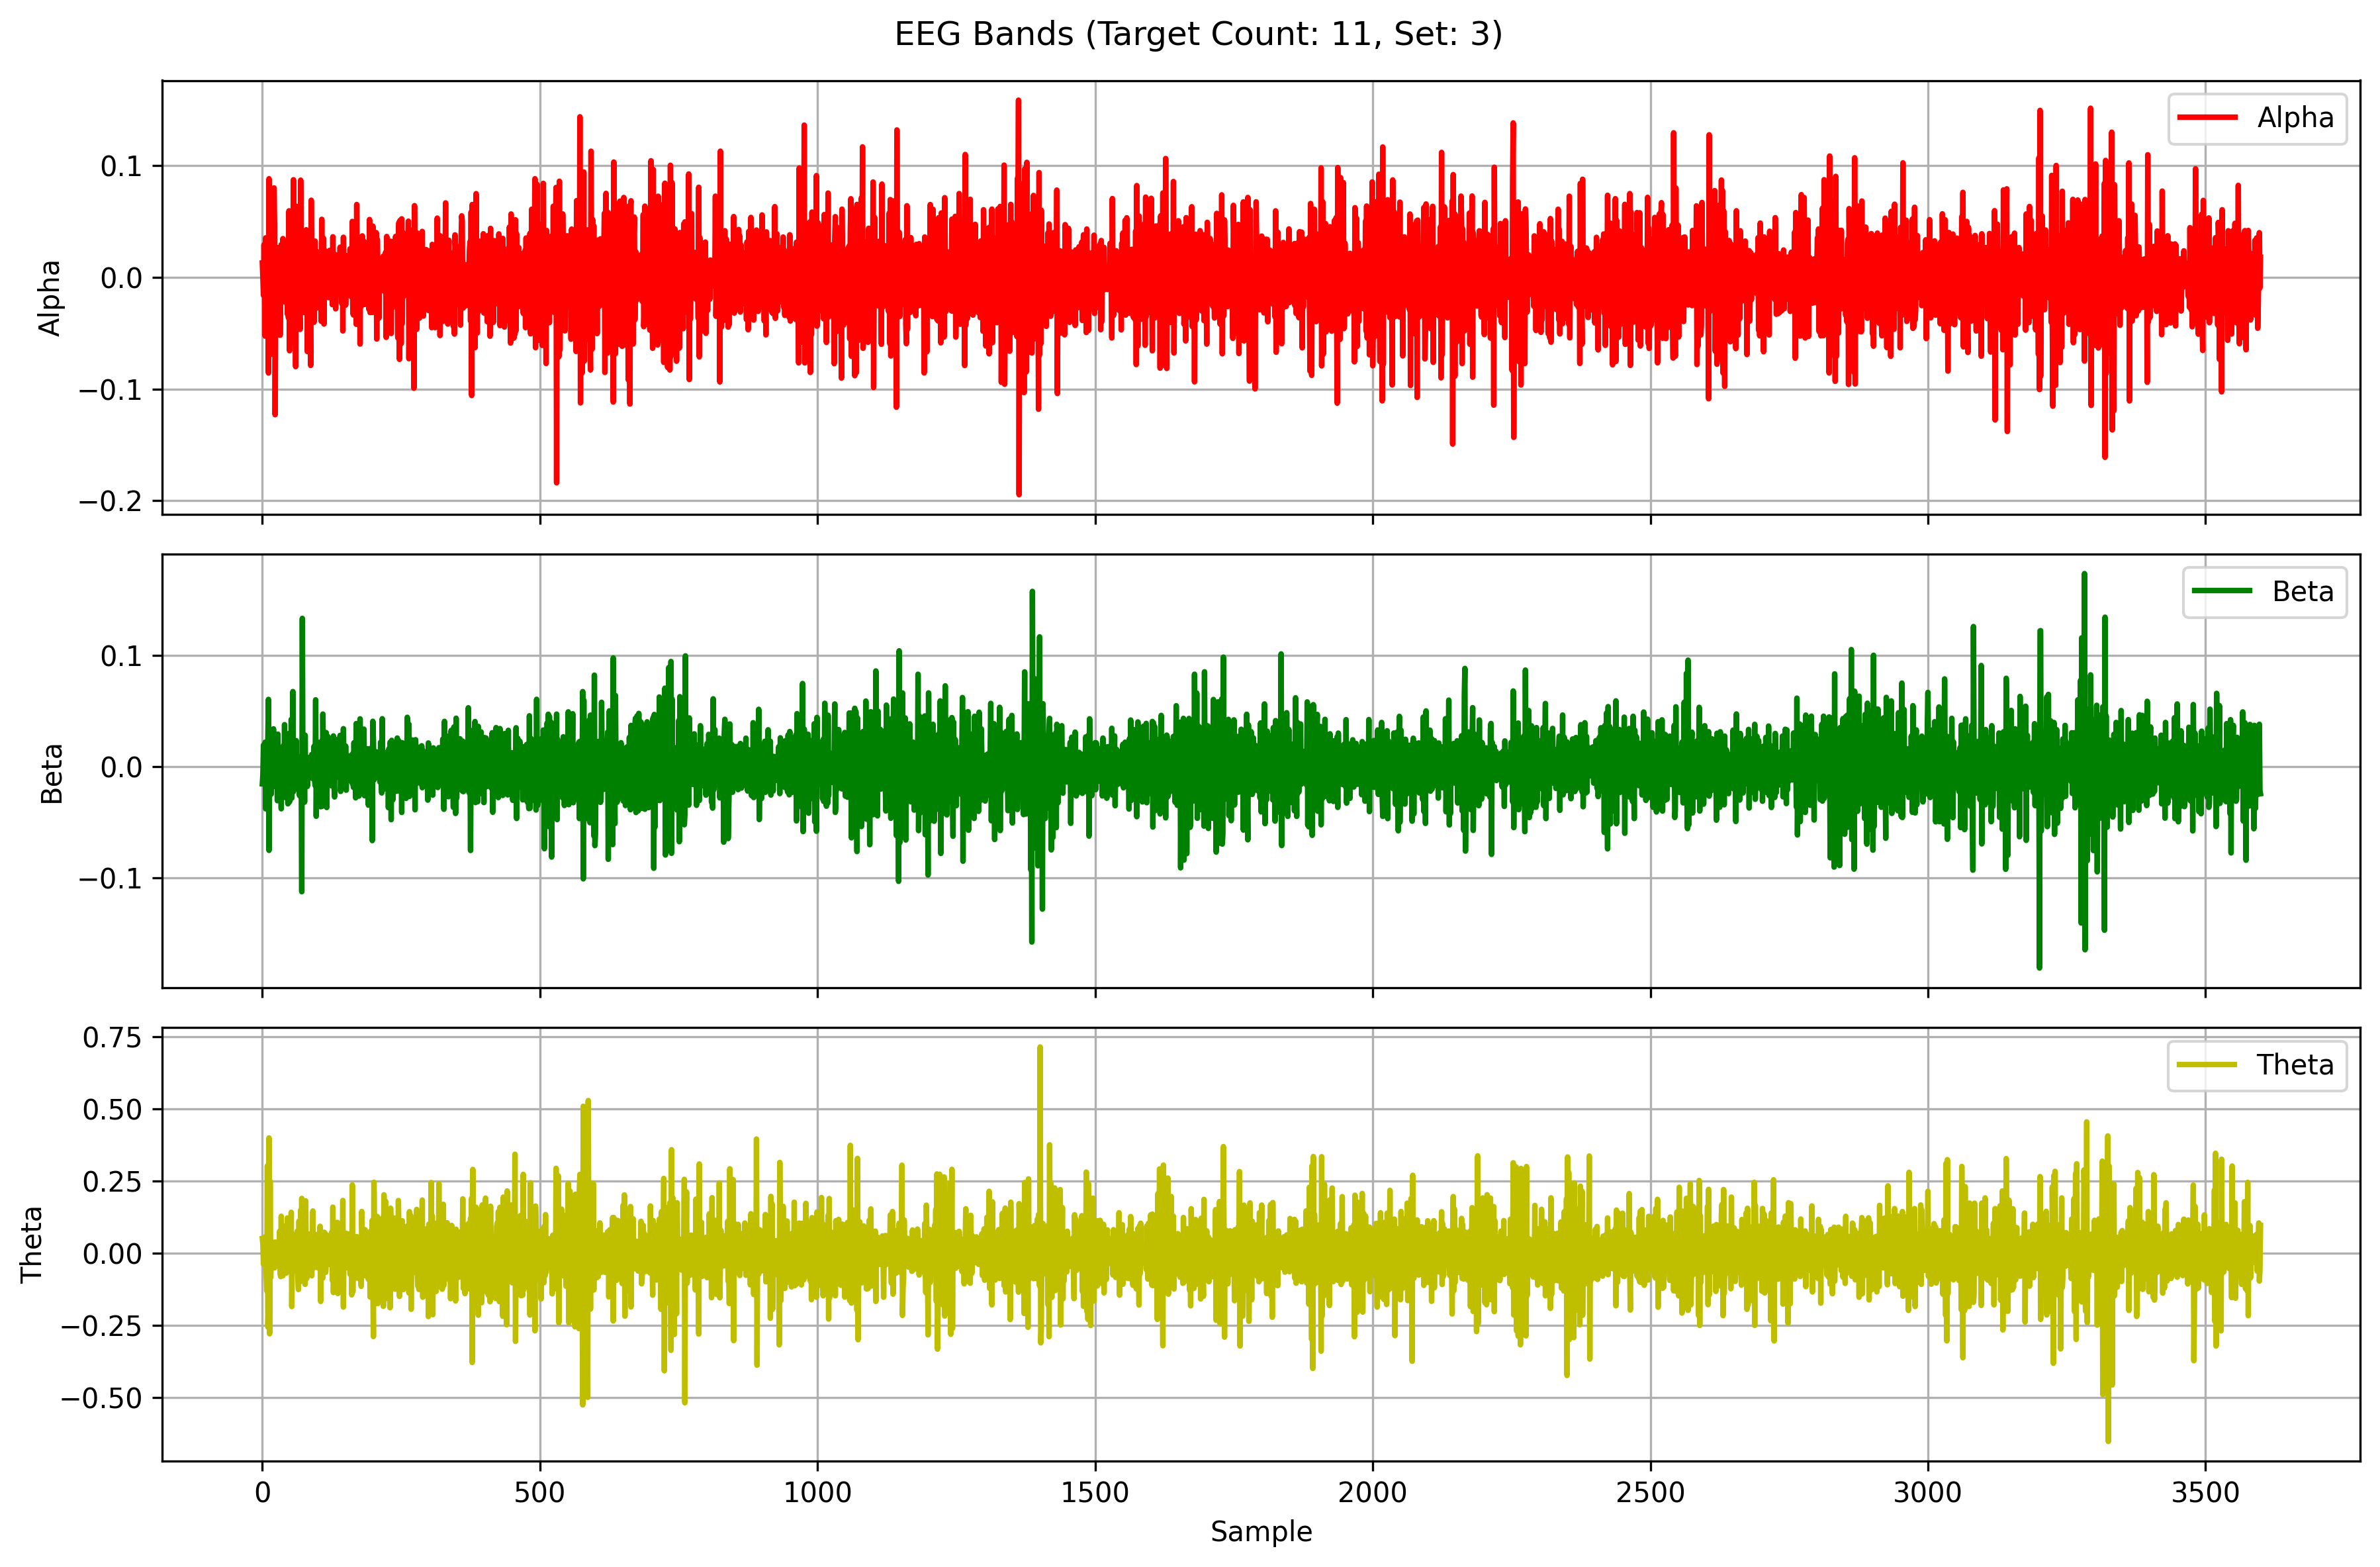 EEG Bands (Target Count: 11, Set: 3)
Alpha
0.1
0.0
−0.1
−0.2
Alpha
Beta
0.1
0.0
−0.1
Beta
Theta
0.75
0.50
0.25
0.00
−0.25
−0.50
Theta
0 500 1000 1500 2000 2500 3000 3500
Sample